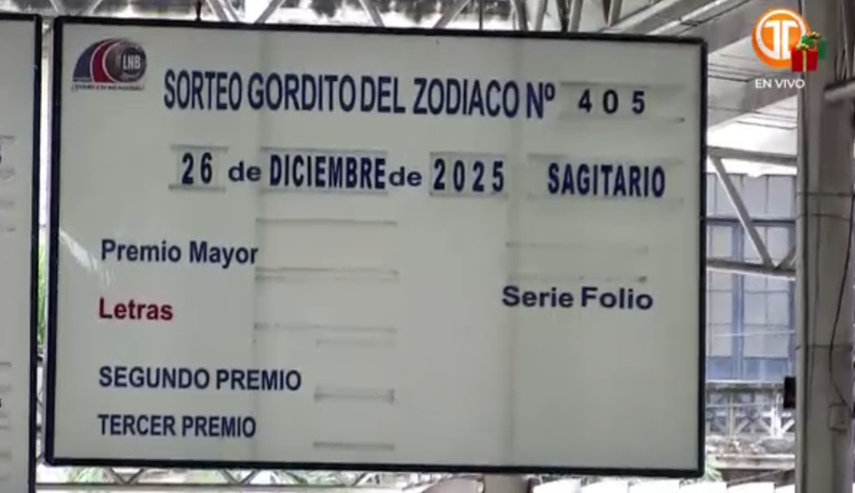 LNB
SORTEO GORDITO DEL ZODIACO Nº 405
26 de DICIEMBRE de 2025 SAGITARIO
Premio Mayor
Letras
Serie Folio
SEGUNDO PREMIO
TERCER PREMIO
EN VIVO